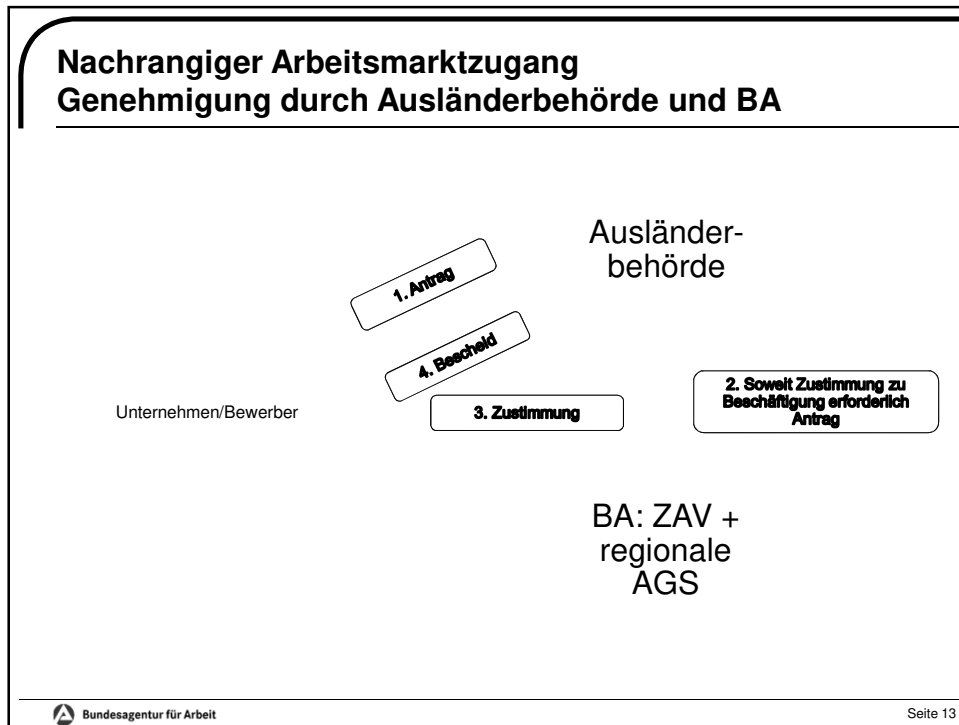 Nachrangiger Arbeitsmarktzugang
Genehmigung durch Ausländerbehörde und BA
Ausländer-
behörde
1. Antrag
4. Bescheid
Unternehmen/Bewerber
3. Zustimmung
2. Soweit Zustimmung zu
Beschäftigung erforderlich
Antrag
BA: ZAV +
regionale
AGS
Bundesagentur für Arbeit
Seite 13